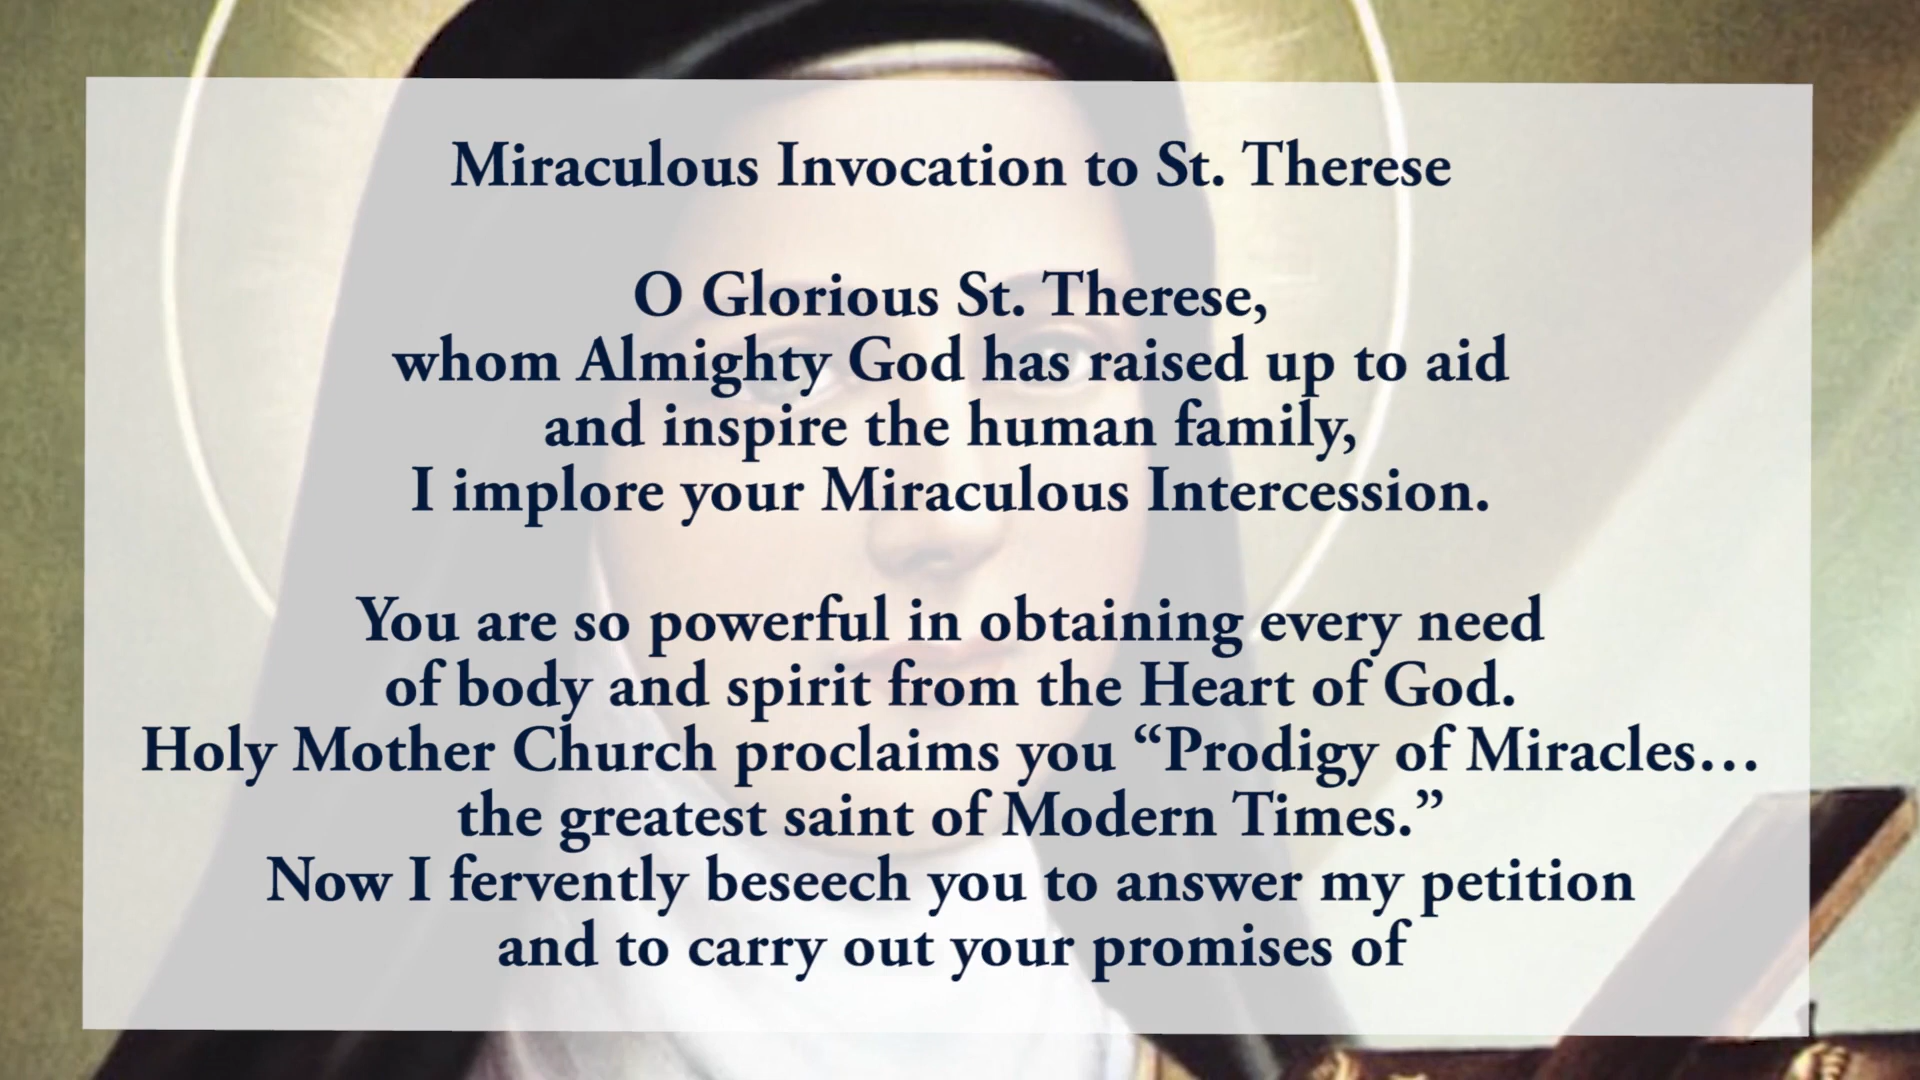 Miraculous Invocation to St. Therese
O Glorious St. Therese,
whom Almighty God has raised up to aid
and inspire the human family,
I implore your Miraculous Intercession.
You are so powerful in obtaining every need
of body and spirit from the Heart of God.
Holy Mother Church proclaims you “Prodigy of Miracles…
the greatest saint of Modern Times.”
Now I fervently beseech you to answer my petition
and to carry out your promises of